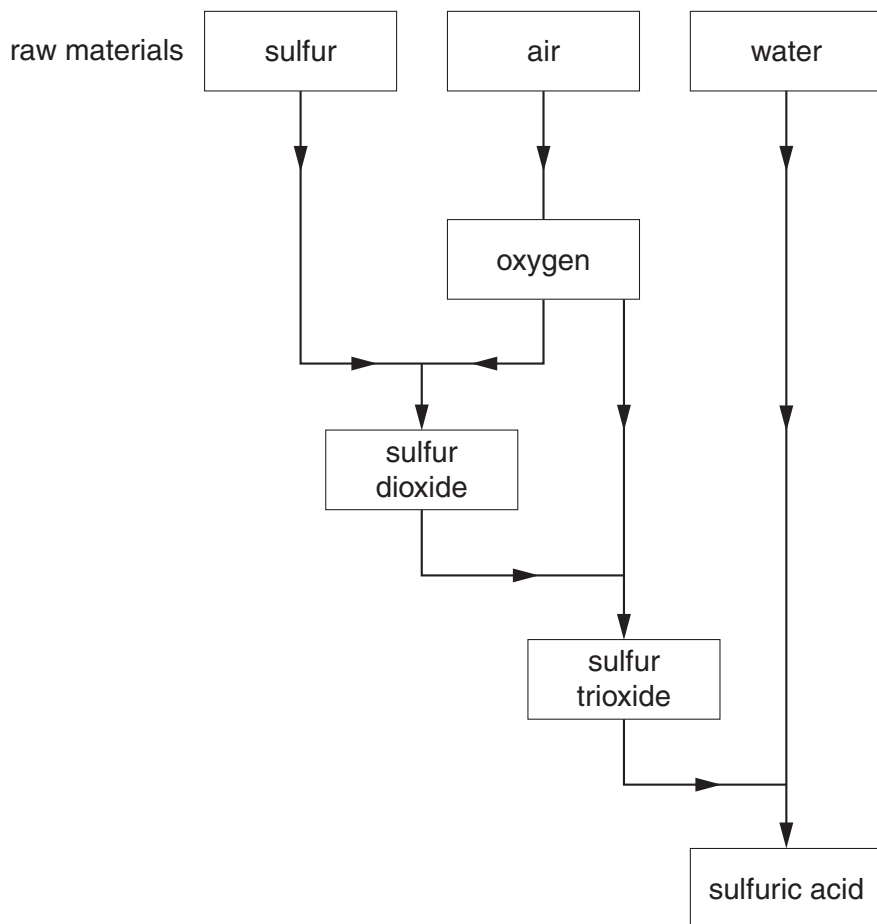 raw materials
sulfur
air
water
oxygen
sulfur
dioxide
sulfur
trioxide
sulfuric acid